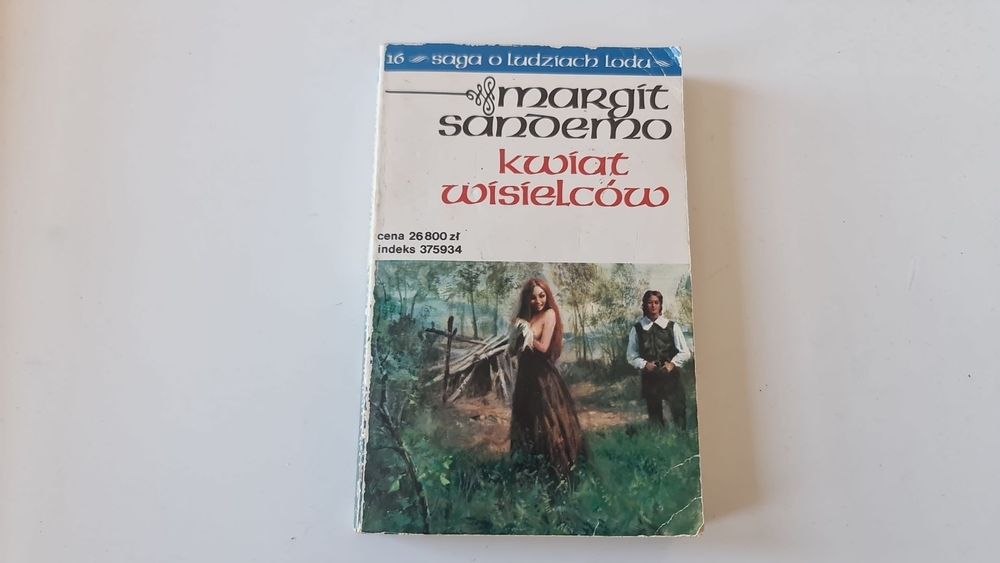 16 saga o ludziach lodu
margit
sandemo
kwiat
wisielców
cena 26 800 zł
indeks 375934